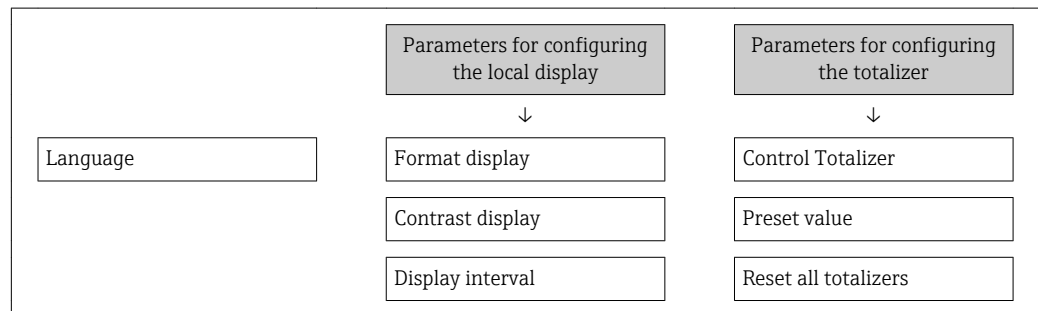 Parameters for configuring
the local display
Parameters for configuring
the totalizer
↓
↓
Language
Format display
Control Totalizer
Contrast display
Preset value
Display interval
Reset all totalizers